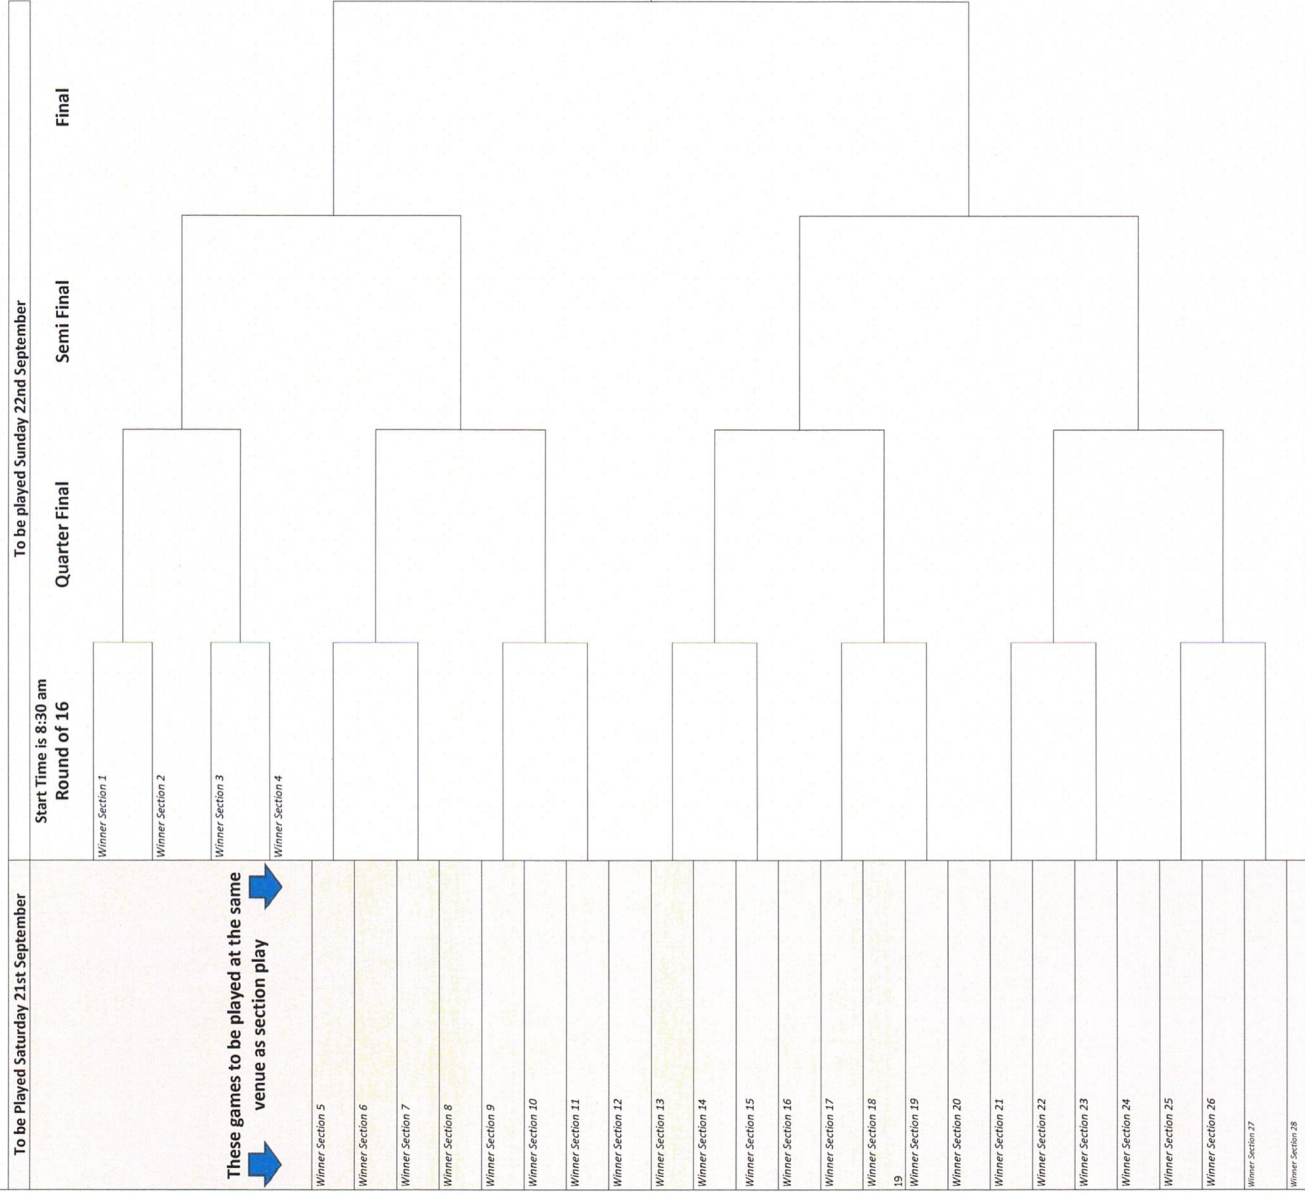 To be Played Saturday 21st September
To be played Sunday 22nd September
Start Time is 8:30 am
Round of 16
Quarter Final
Semi Final
Final
Winner Section 1
Winner Section 2
Winner Section 3
Winner Section 4
These games to be played at the same
venue as section play
Winner Section 5
Winner Section 6
Winner Section 7
Winner Section 8
Winner Section 9
Winner Section 10
Winner Section 11
Winner Section 12
Winner Section 13
Winner Section 14
Winner Section 15
Winner Section 16
Winner Section 17
Winner Section 18
19
Winner Section 19
Winner Section 20
Winner Section 21
Winner Section 22
Winner Section 23
Winner Section 24
Winner Section 25
Winner Section 26
Winner Section 27
Winner Section 28